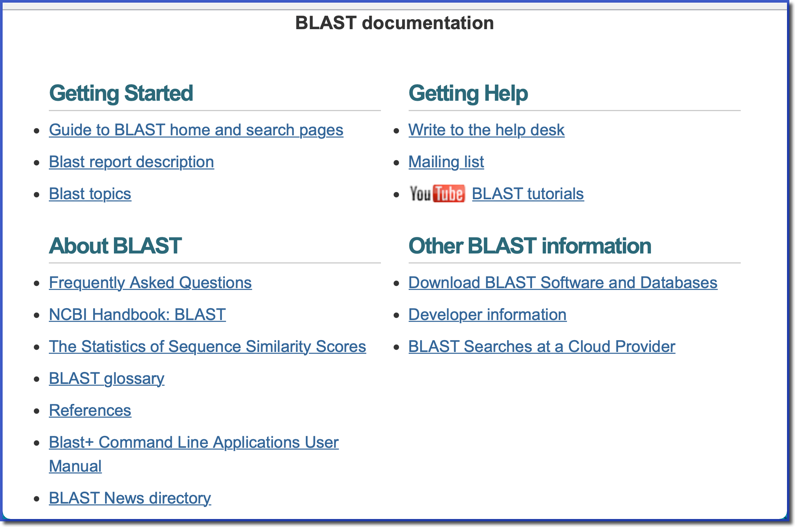 BLAST documentation
Getting Started
Guide to BLAST home and search pages
Blast report description
Blast topics
Getting Help
Write to the help desk
Mailing list
YouTube BLAST tutorials
About BLAST
Frequently Asked Questions
NCBI Handbook: BLAST
The Statistics of Sequence Similarity Scores
BLAST glossary
References
Blast+ Command Line Applications User
Manual
BLAST News directory
Other BLAST information
Download BLAST Software and Databases
Developer information
BLAST Searches at a Cloud Provider